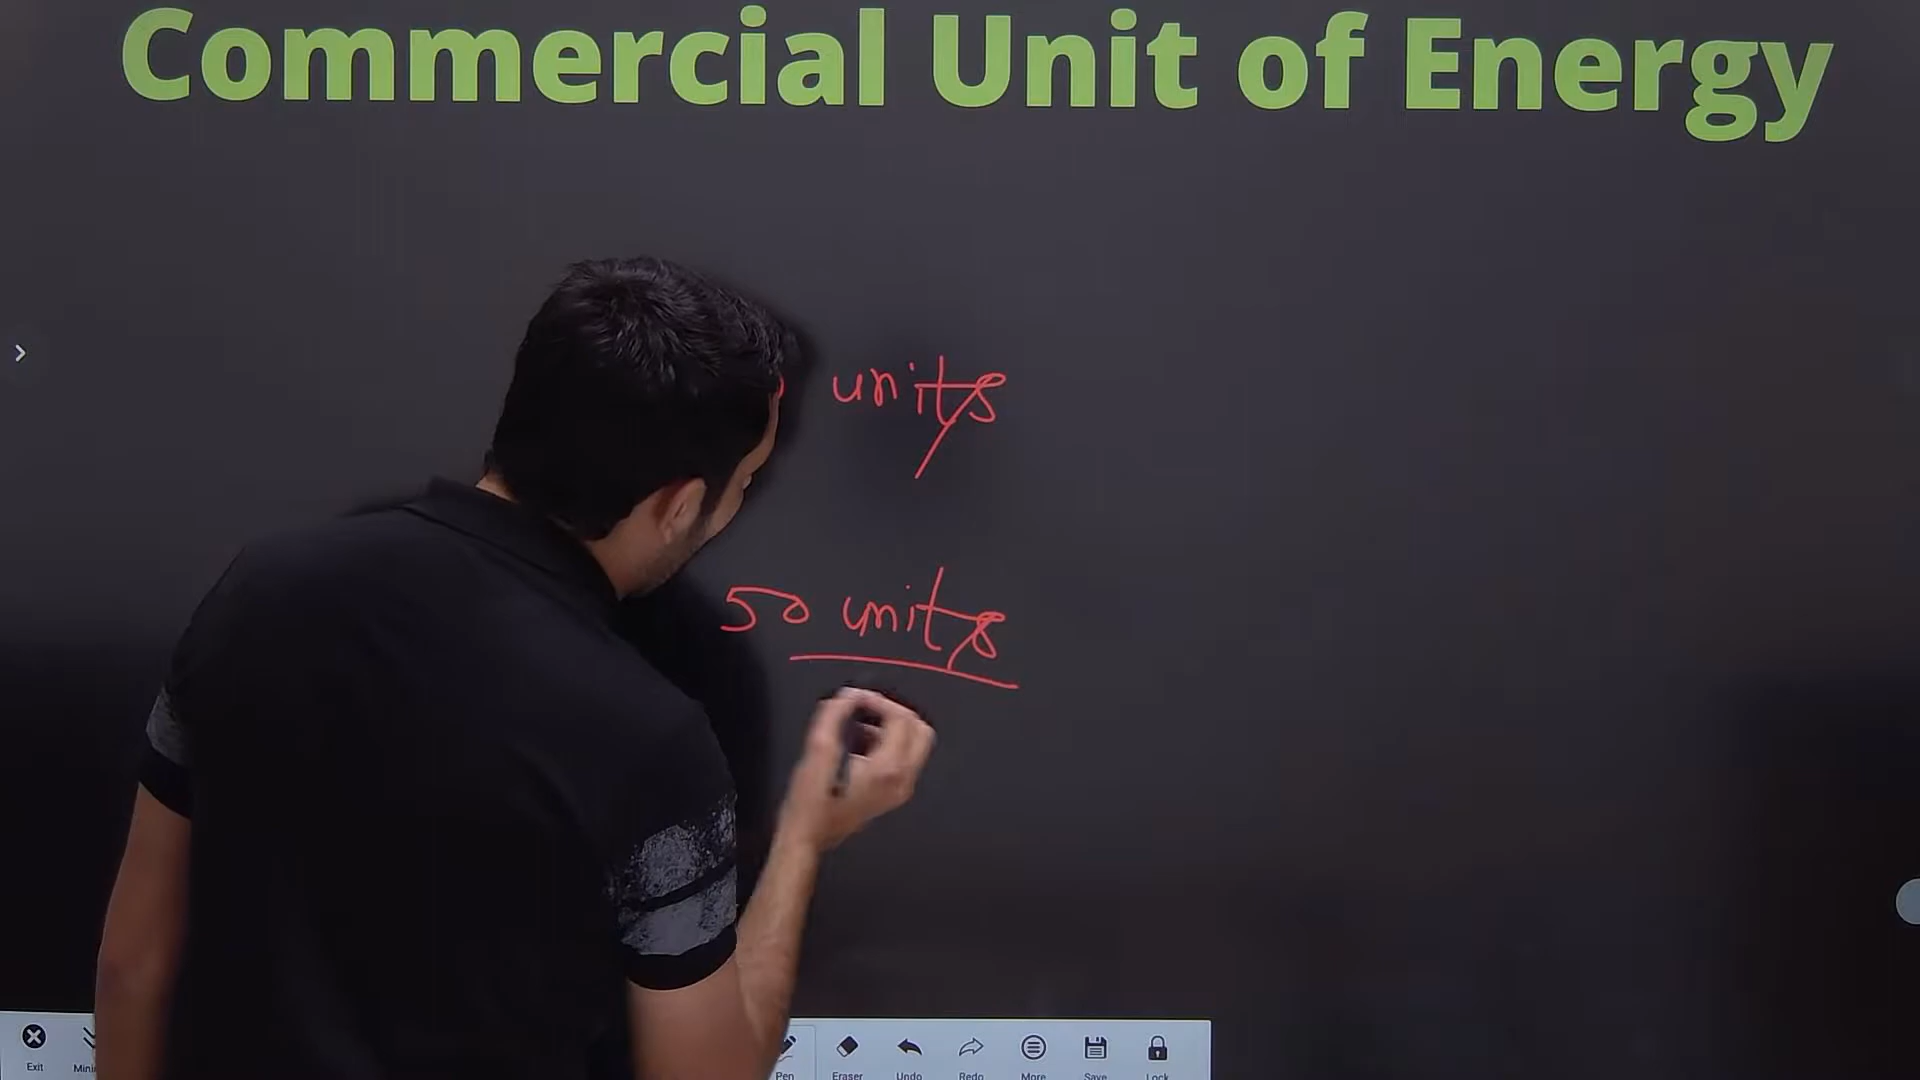 Commercial Unit of Energy
units
50 units
Exit
Pen Eraser Undo Redo More Save Lock